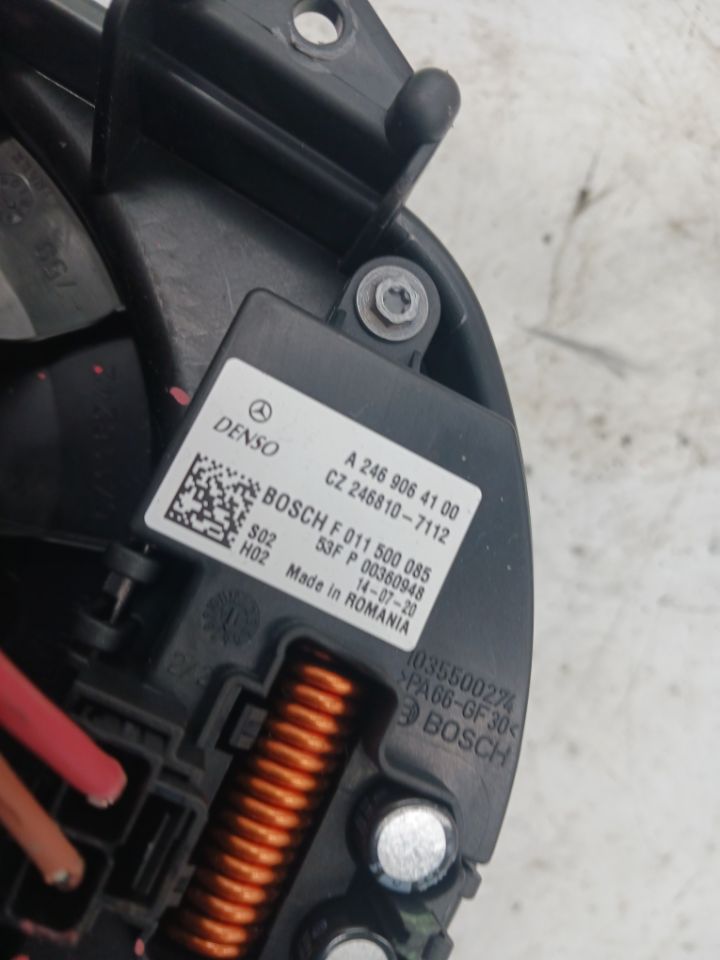 DENSO
A 246 906 41 00
CZ 246810-7112
BOSCH F 011 500 085
S02
53F P 00360948
H02
14-07-20
Made in ROMANIA
1035500274
>PA66-GF30<
BOSCH